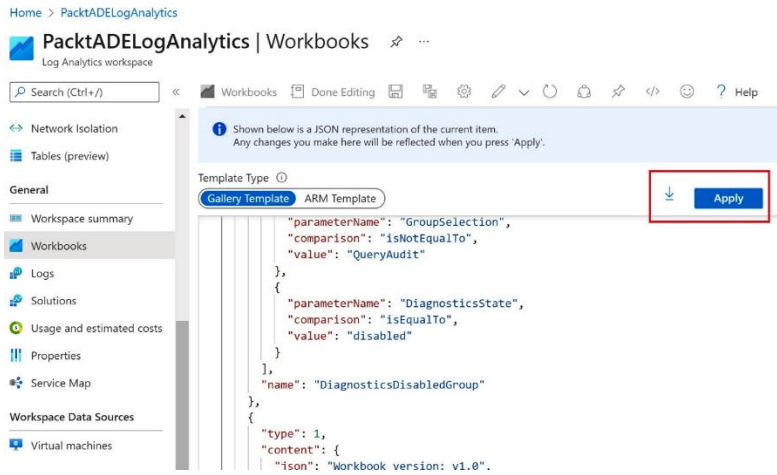 Home > PacktADELogAnalytics
PacktADELogAnalytics | Workbooks
Log Analytics workspace
Search (Ctrl+/)
«
Workbooks Done Editing Help
Network Isolation
Tables (preview)
General
Workspace summary
Workbooks
Logs
Solutions
Usage and estimated costs
Properties
Service Map
Workspace Data Sources
Virtual machines
Shown below is a JSON representation of the current item.
Any changes you make here will be reflected when you press 'Apply'.
Template Type
Gallery Template ARM Template
Apply
"parameterName": "GroupSelection",
"comparison": "isNotEqualTo",
"value": "QueryAudit"
},
{
"parameterName": "DiagnosticsState",
"comparison": "isEqualTo",
"value": "disabled"
}
],
"name": "DiagnosticsDisabledGroup"
},
{
"type": 1,
"content": {
"json": "Workbook version: v1.0",